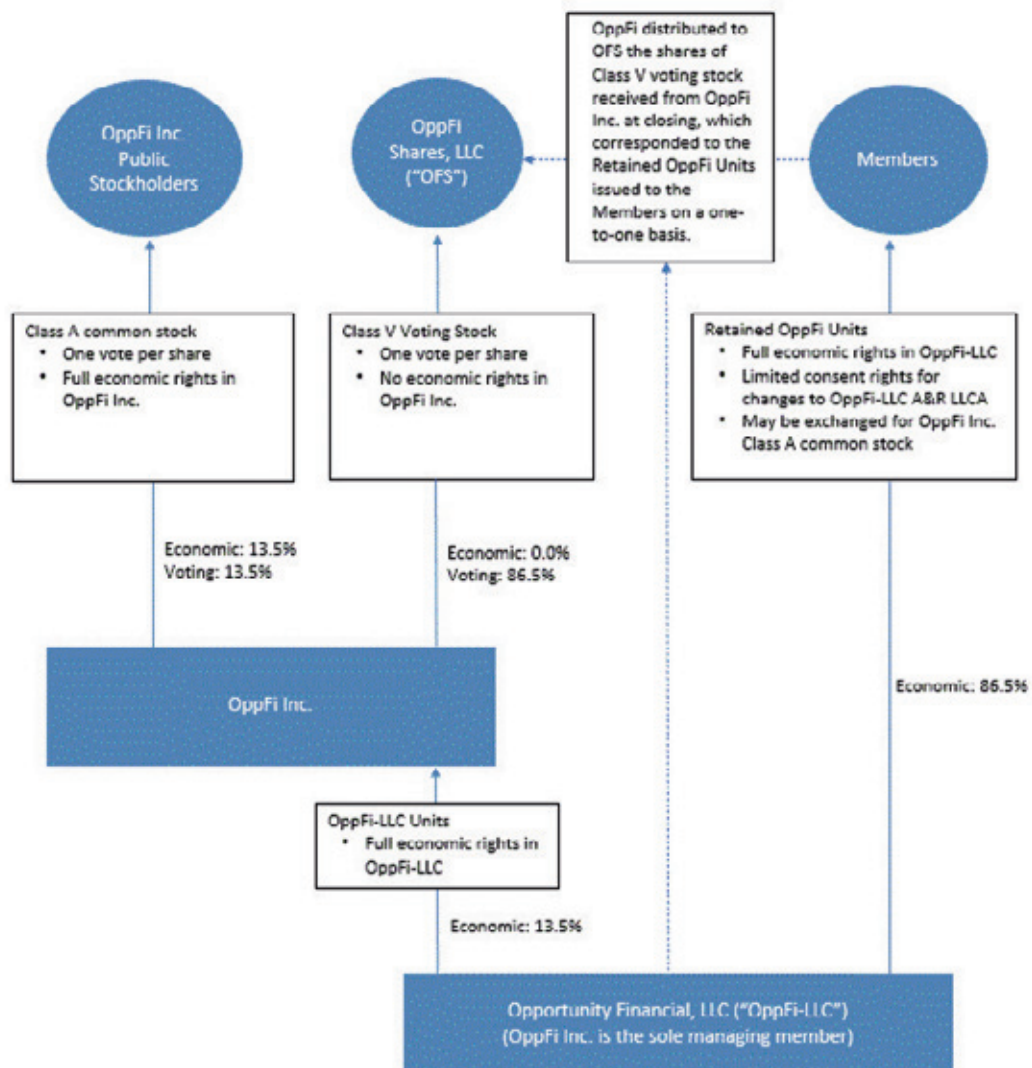 OppFi Inc.
Public
Stockholders
OppFi
Shares, LLC
("OFS")
OppFi distributed to
OFS the shares of
Class V voting stock
received from OppFi
Inc. at closing, which
corresponded to the
Retained OppFi Units
issued to the
Members on a one-
to-one basis.
Members
Class A common stock
• One vote per share
• Full economic rights in
OppFi Inc.
Class V Voting Stock
• One vote per share
• No economic rights in
OppFi Inc.
Retained OppFi Units
• Full economic rights in OppFi-LLC
• Limited consent rights for
changes to OppFi-LLC A&R LLCA
• May be exchanged for OppFi Inc.
Class A common stock
Economic: 13.5%
Voting: 13.5%
Economic: 0.0%
Voting: 86.5%
Economic: 86.5%
OppFi Inc.
OppFi-LLC Units
• Full economic rights in
OppFi-LLC
Economic: 13.5%
Opportunity Financial, LLC ("OppFi-LLC")
(OppFi Inc. is the sole managing member)